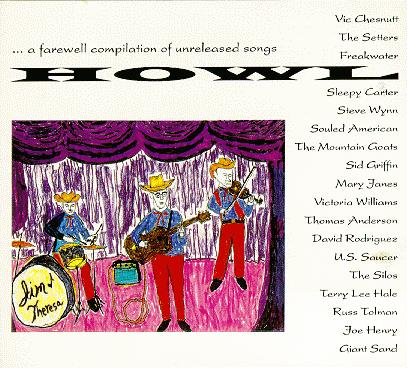 ... a farewell compilation of unreleased songs
HOWL
Vic Chesnutt
The Setters
Freakwater
Sleepy Carter
Steve Wynn
Souled American
The Mountain Goats
Sid Griffin
Mary Janes
Victoria Williams
Thomas Anderson
David Rodriguez
U.S. Saucer
The Silos
Terry Lee Hale
Russ Tolman
Joe Henry
Giant Sand
Jim &
Theresa